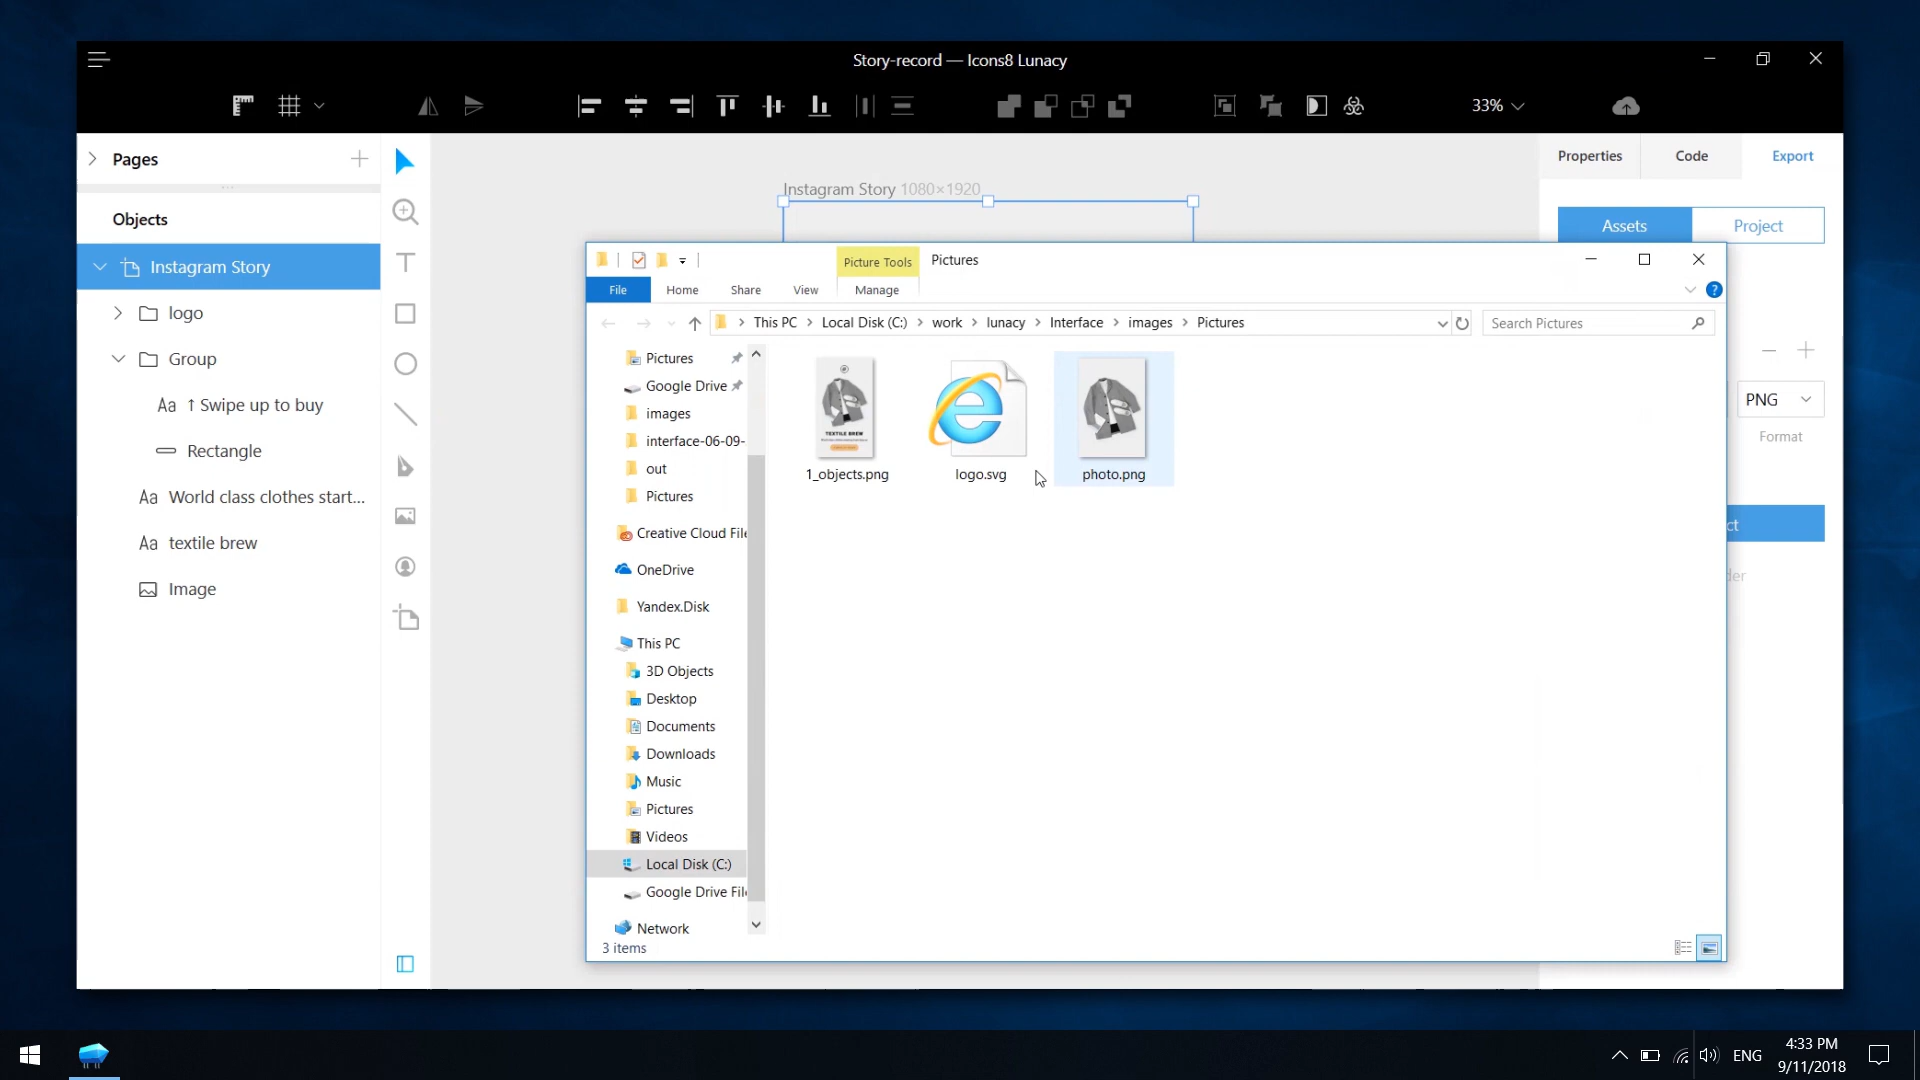 Story-record — Icons8 Lunacy
33%
Pages
Objects
Instagram Story
logo
Group
Aa ↑ Swipe up to buy
Rectangle
Aa World class clothes start...
Aa textile brew
Image
Instagram Story 1080×1920
Properties
Code
Export
Assets
Project
PNG
Format
Picture Tools
Pictures
File
Home
Share
View
Manage
This PC > Local Disk (C:) > work > lunacy > Interface > images > Pictures
Search Pictures
Pictures
Google Drive
images
interface-06-09-
out
Pictures
Creative Cloud File
OneDrive
Yandex.Disk
This PC
3D Objects
Desktop
Documents
Downloads
Music
Pictures
Videos
Local Disk (C:)
Google Drive File
Network
3 items
TEXTILE BREW
1_objects.png
logo.svg
photo.png
ENG
4:33 PM
9/11/2018